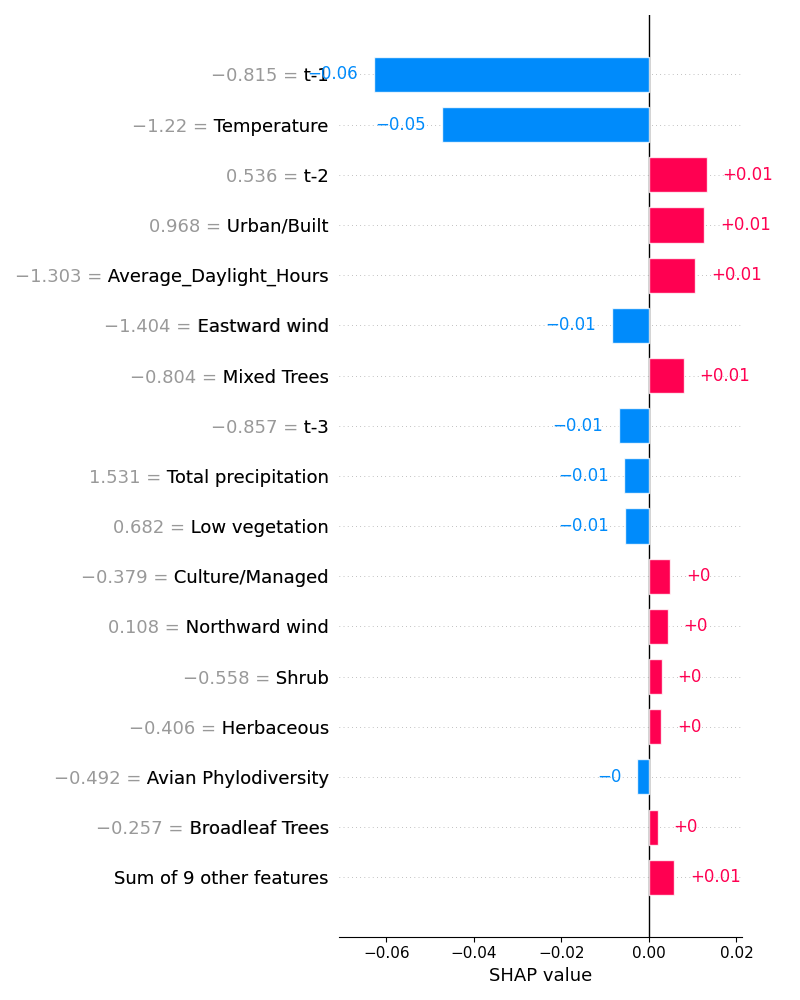 −0.815 = t-1 −0.06
−1.22 = Temperature −0.05
0.536 = t-2 +0.01
0.968 = Urban/Built +0.01
−1.303 = Average_Daylight_Hours +0.01
−1.404 = Eastward wind −0.01
−0.804 = Mixed Trees +0.01
−0.857 = t-3 −0.01
1.531 = Total precipitation −0.01
0.682 = Low vegetation −0.01
−0.379 = Culture/Managed +0
0.108 = Northward wind +0
−0.558 = Shrub +0
−0.406 = Herbaceous +0
−0.492 = Avian Phylodiversity −0
−0.257 = Broadleaf Trees +0
Sum of 9 other features +0.01
−0.06 −0.04 −0.02 0.00 0.02
SHAP value